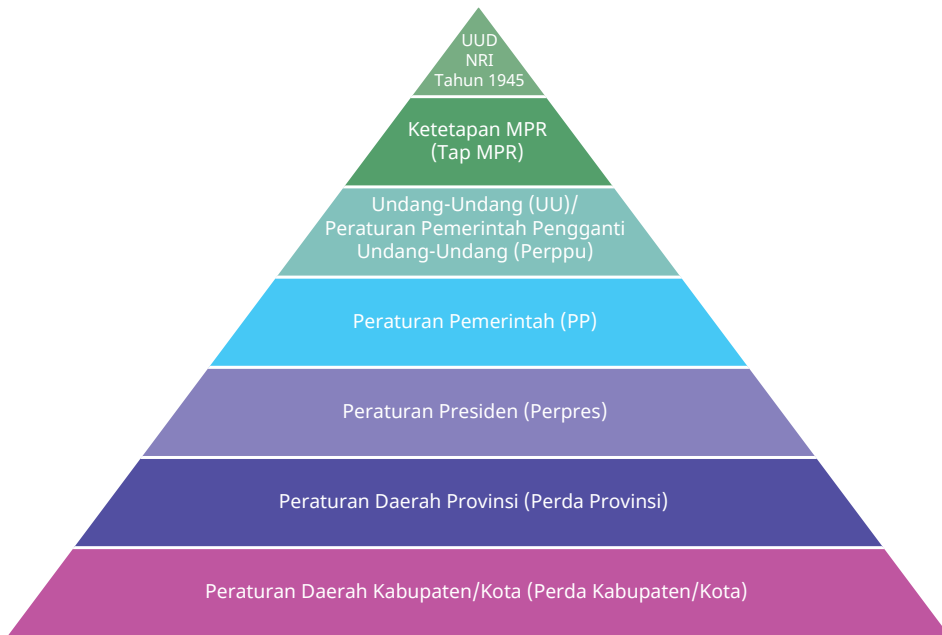 UUD
NRI
Tahun 1945
Ketetapan MPR
(Tap MPR)
Undang-Undang (UU)/
Peraturan Pemerintah Pengganti
Undang-Undang (Perppu)
Peraturan Pemerintah (PP)
Peraturan Presiden (Perpres)
Peraturan Daerah Provinsi (Perda Provinsi)
Peraturan Daerah Kabupaten/Kota (Perda Kabupaten/Kota)